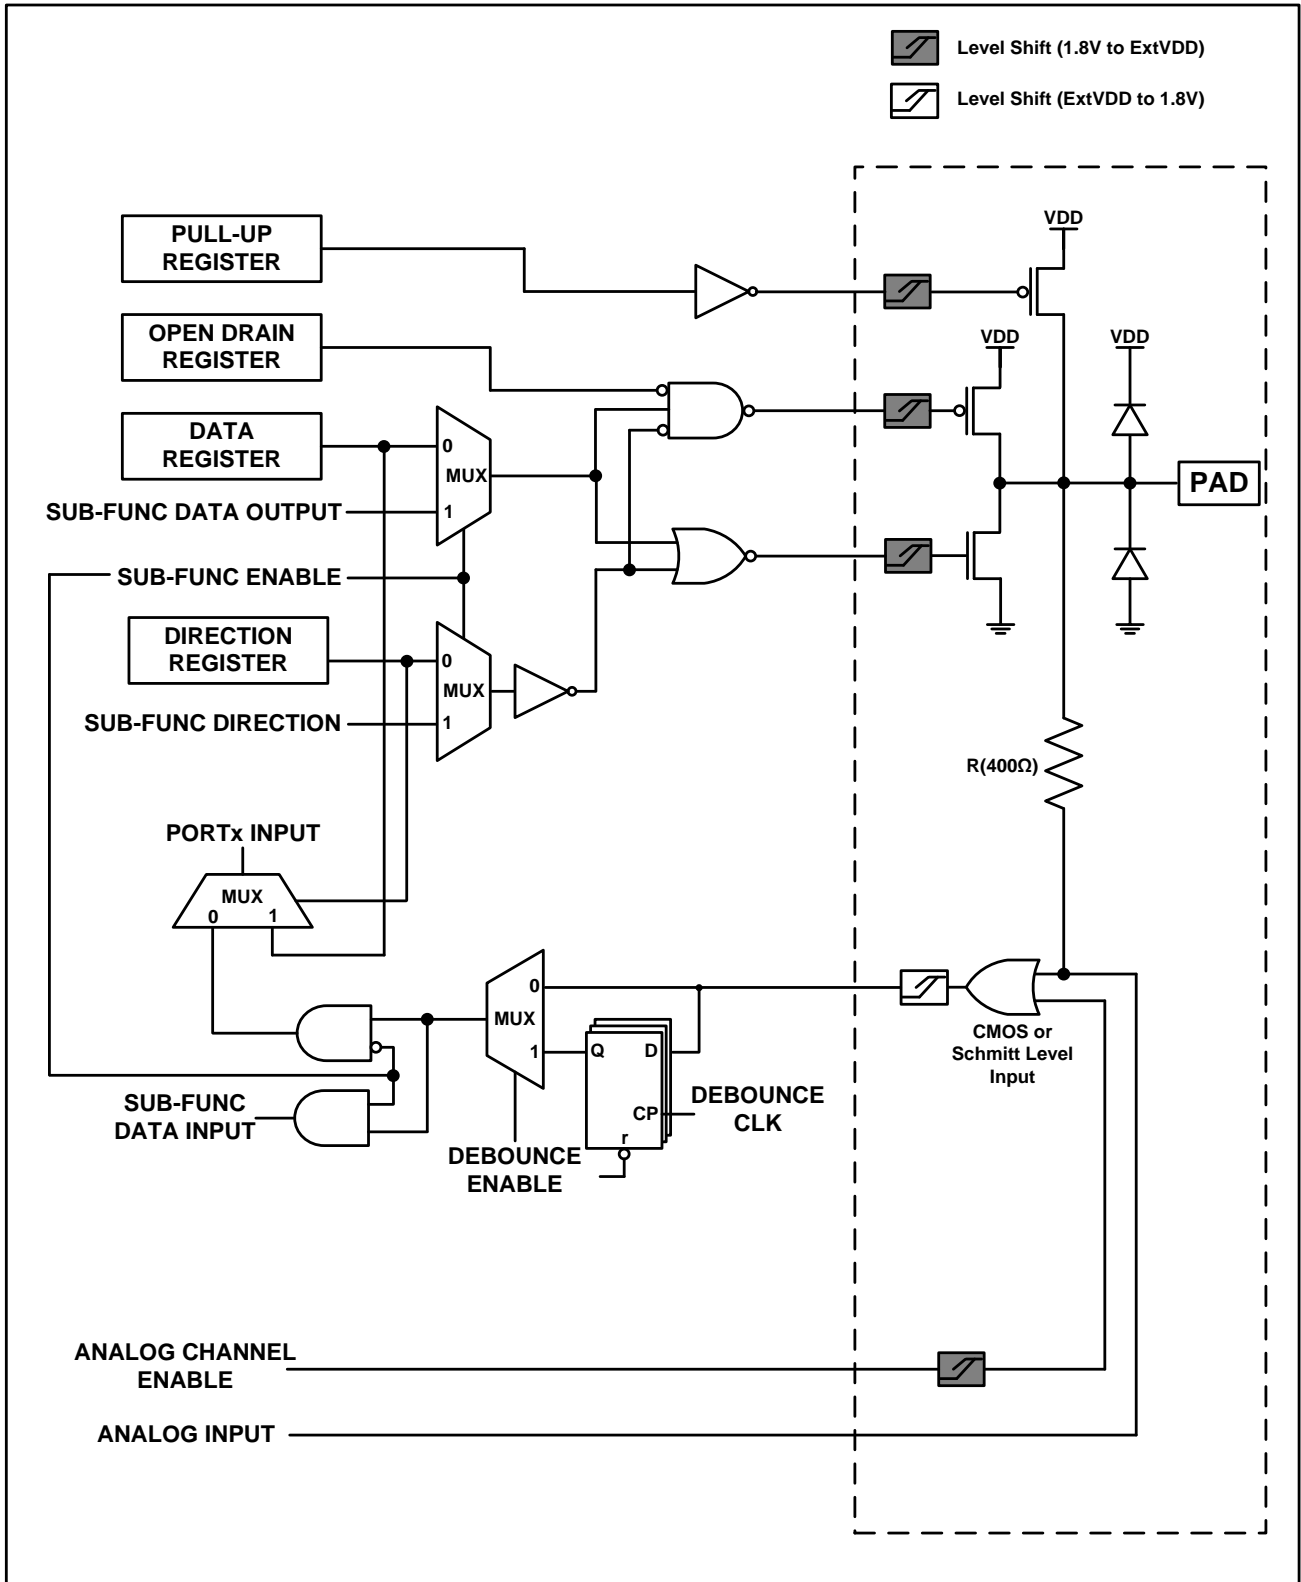 Level Shift (1.8V to ExtVDD)
Level Shift (ExtVDD to 1.8V)
VDD
PULL-UP
REGISTER
OPEN DRAIN
REGISTER
VDD
VDD
DATA
REGISTER
0
MUX
1
SUB-FUNC DATA OUTPUT
PAD
SUB-FUNC ENABLE
DIRECTION
REGISTER
0
MUX
1
SUB-FUNC DIRECTION
R(400Ω)
PORTx INPUT
MUX
0 1
0
MUX
1
Q D
CP
r
DEBOUNCE
CLK
CMOS or
Schmitt Level
Input
SUB-FUNC
DATA INPUT
DEBOUNCE
ENABLE
ANALOG CHANNEL
ENABLE
ANALOG INPUT